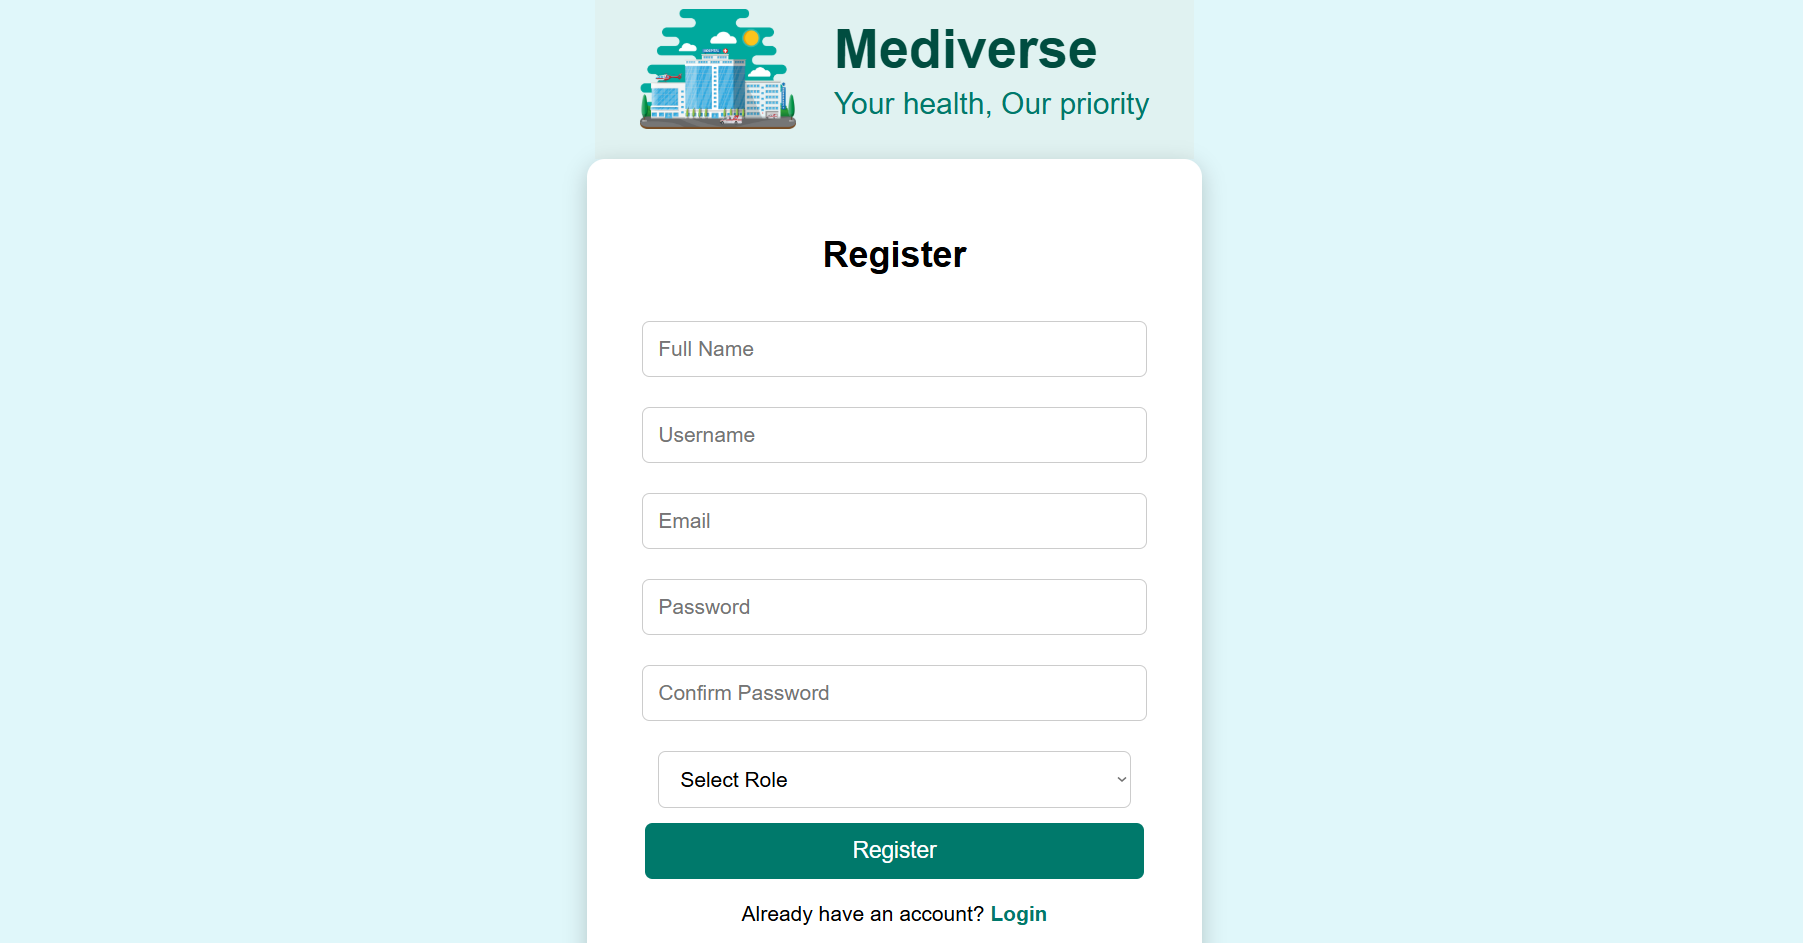 Mediverse
Your health, Our priority
Register
Full Name
Username
Email
Password
Confirm Password
Select Role
Register
Already have an account? Login